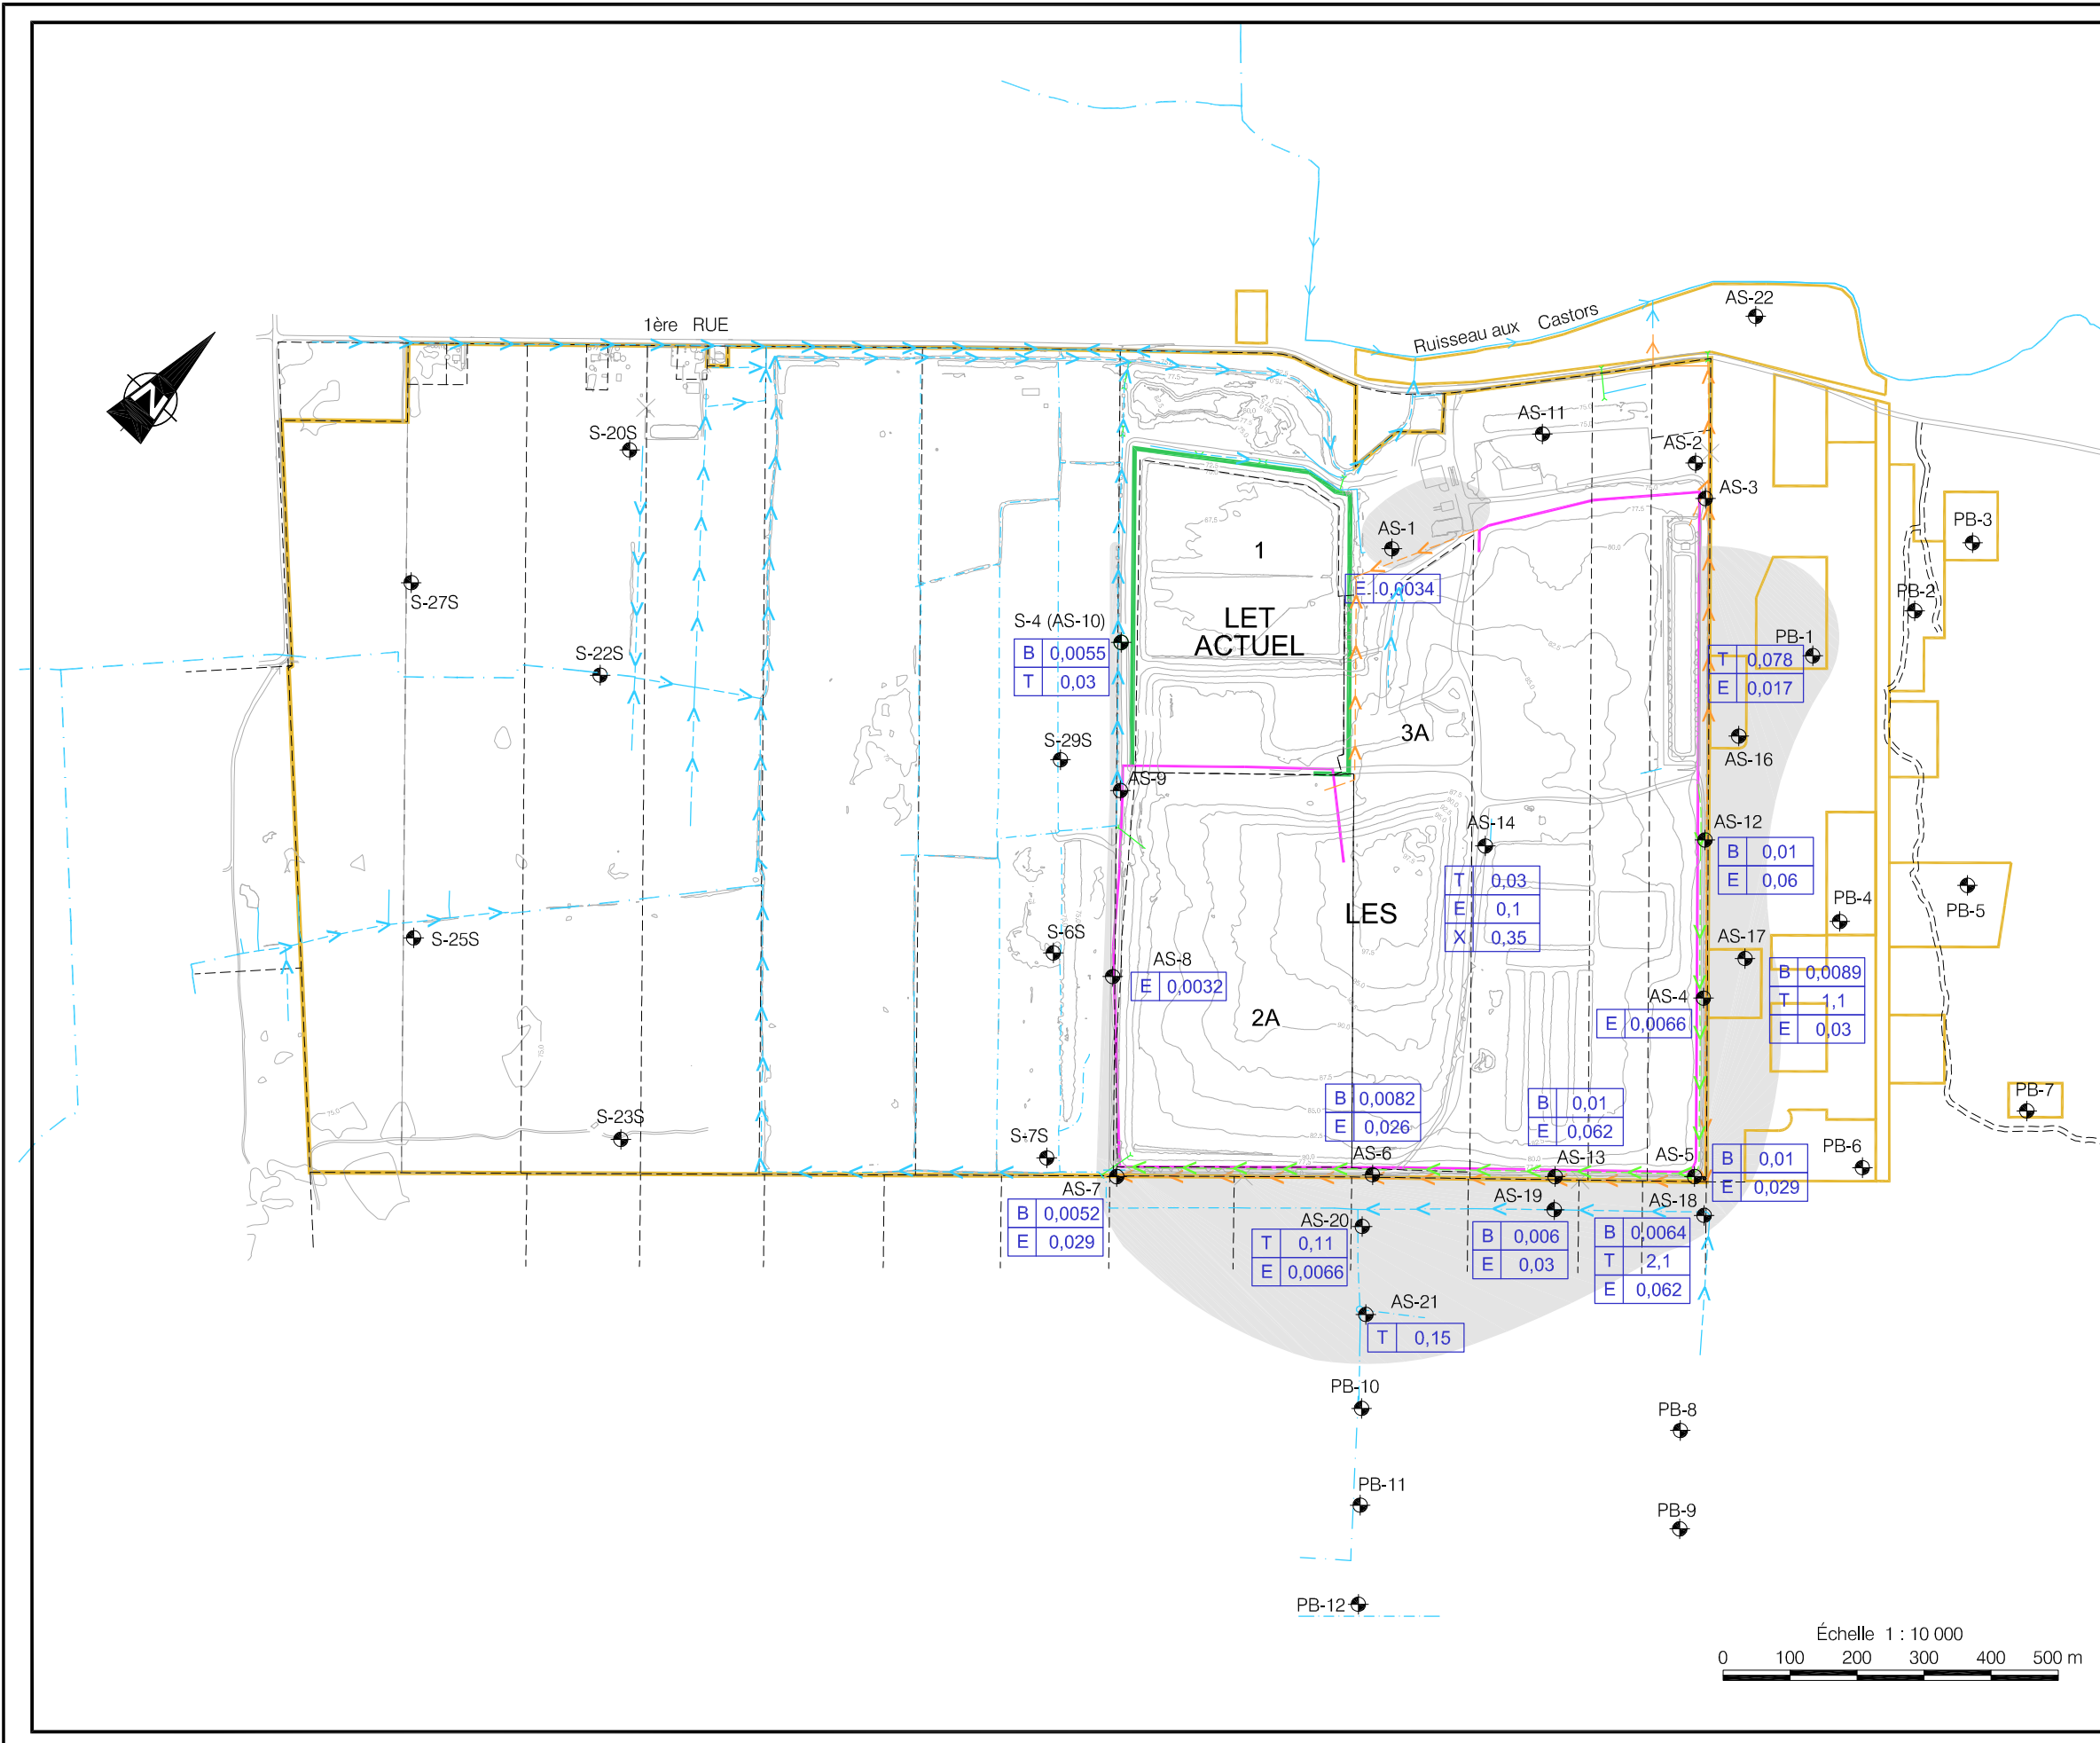 AS-22
Ruisseau aux Castors
1ère RUE
N
AS-11
S-20S
AS-2
AS-3
PB-3
AS-1
1
E 0,0034
S-27S
PB-2
LET
ACTUEL
S-4 (AS-10)
B 0,0055
T 0,03
PB-1
T 0,078
E 0,017
S-22S
3A
S-29S
AS-16
AS-9
AS-14
T 0,03
E 0,1
X 0,35
AS-12
B 0,01
E 0,06
LES
PB-4
PB-5
S-25S
S-6S
AS-17
B 0,0089
T 1,1
E 0,03
AS-8
E 0,0032
AS-4
E 0,0066
2A
B 0,0082
E 0,026
B 0,01
E 0,062
PB-7
S-23S
S-7S
AS-6
AS-13
AS-5
B 0,01
E 0,029
PB-6
AS-7
B 0,0052
E 0,029
AS-20
T 0,11
E 0,0066
AS-19
B 0,006
E 0,03
AS-18
B 0,0064
T 2,1
E 0,062
AS-21
T 0,15
PB-10
PB-8
PB-11
PB-9
PB-12
Échelle 1 : 10 000
0 100 200 300 400 500 m